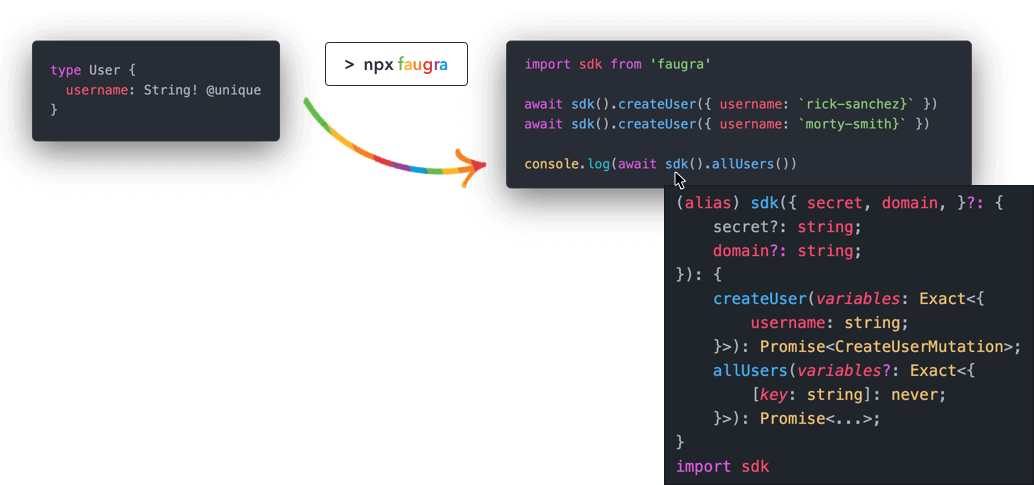 type User {
  username: String! @unique
}
> npx faugra
import sdk from 'faugra'
await sdk().createUser({ username: `rick-sanchez}` })
await sdk().createUser({ username: `morty-smith}` })
console.log(await sdk().allUsers())
(alias) sdk({ secret, domain, }?: {
    secret?: string;
    domain?: string;
}): {
    createUser(variables: Exact<{
        username: string;
    }>): Promise<CreateUserMutation>;
    allUsers(variables?: Exact<{
        [key: string]: never;
    }>): Promise<...>;
}
import sdk